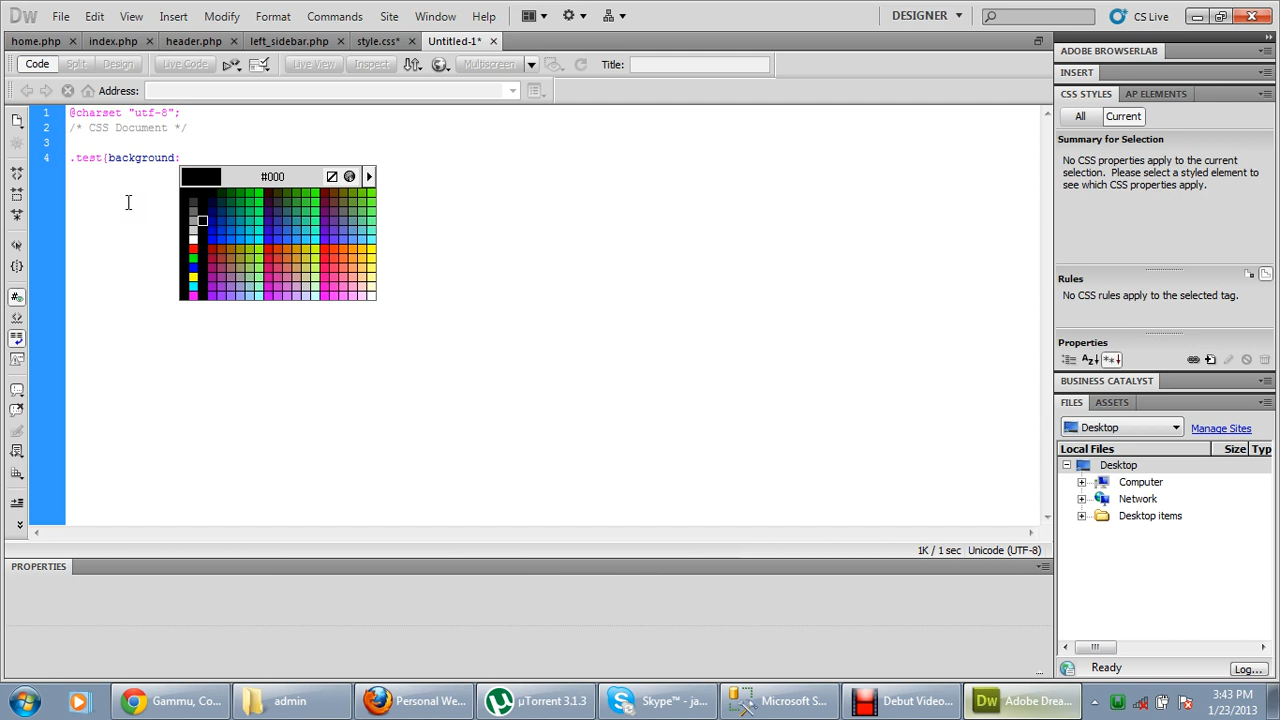 Dw File Edit View Insert Modify Format Commands Site Window Help DESIGNER CS Live
home.php index.php header.php left_sidebar.php style.css* Untitled-1*
Code Split Design Live Code Live View Inspect Multiscreen Title:
Address:
1 @charset "utf-8";
2 /* CSS Document */
3
4 .test{background:
#000
ADOBE BROWSERLAB
INSERT
CSS STYLES AP ELEMENTS
All Current
Summary for Selection
No CSS properties apply to the current
selection. Please select a styled element to
see which CSS properties apply.
Rules
No CSS rules apply to the selected tag.
Properties
BUSINESS CATALYST
FILES ASSETS
Desktop Manage Sites
Local Files Size Typ
Desktop
Computer
Network
Desktop items
1K / 1 sec Unicode (UTF-8)
PROPERTIES
Ready Log...
Gammu, Co... admin Personal We... µTorrent 3.1.3 Skype™ - ja... Microsoft S... Debut Video... Dw Adobe Drea...
3:43 PM
1/23/2013